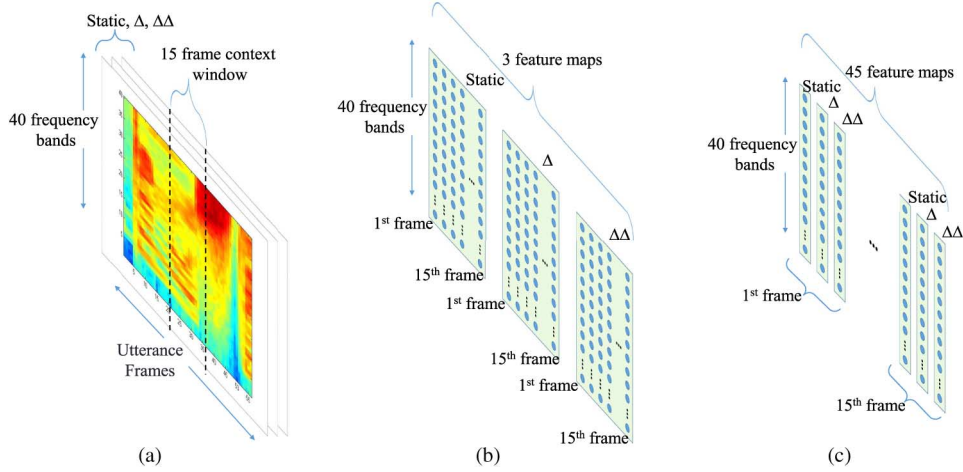 Static, Δ, ΔΔ
15 frame context
window
40 frequency
bands
Utterance
Frames
(a)
3 feature maps
Static
40 frequency
bands
Δ
ΔΔ
1st frame
15th frame
1st frame
15th frame
1st frame
15th frame
(b)
45 feature maps
Static
Δ
ΔΔ
40 frequency
bands
Static
Δ
ΔΔ
1st frame
15th frame
(c)